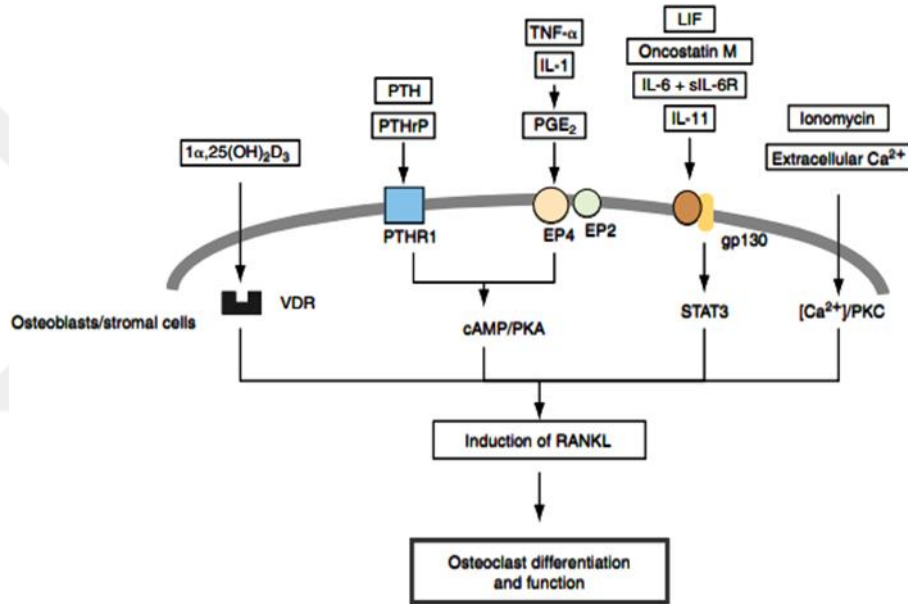 TNF-α
IL-1
PGE₂
LIF
Oncostatin M
IL-6 + sIL-6R
IL-11
PTH
PTHrP
Ionomycin
Extracellular Ca²⁺
1α,25(OH)₂D₃
PTHR1
EP4
EP2
gp130
VDR
Osteoblasts/stromal cells
cAMP/PKA
STAT3
[Ca²⁺]/PKC
Induction of RANKL
Osteoclast differentiation
and function